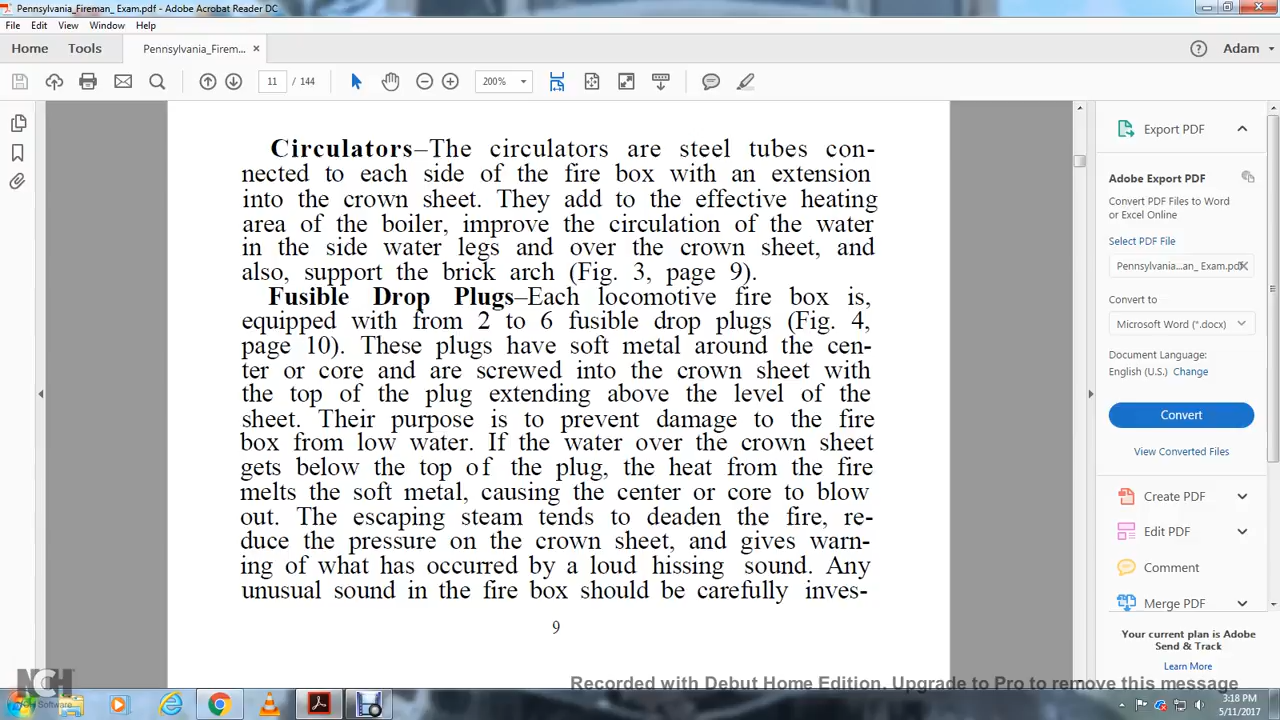 Pennsylvania_Fireman_ Exam.pdf - Adobe Acrobat Reader DC
File Edit View Window Help
Home Tools Pennsylvania_Firem... × Adam
11 / 144 200%
Circulators–The circulators are steel tubes con-
nected to each side of the fire box with an extension
into the crown sheet. They add to the effective heating
area of the boiler, improve the circulation of the water
in the side water legs and over the crown sheet, and
also, support the brick arch (Fig. 3, page 9).
Fusible Drop Plugs–Each locomotive fire box is,
equipped with from 2 to 6 fusible drop plugs (Fig. 4,
page 10). These plugs have soft metal around the cen-
ter or core and are screwed into the crown sheet with
the top of the plug extending above the level of the
sheet. Their purpose is to prevent damage to the fire
box from low water. If the water over the crown sheet
gets below the top of the plug, the heat from the fire
melts the soft metal, causing the center or core to blow
out. The escaping steam tends to deaden the fire, re-
duce the pressure on the crown sheet, and gives warn-
ing of what has occurred by a loud hissing sound. Any
unusual sound in the fire box should be carefully inves-
9
Export PDF
Adobe Export PDF
Convert PDF Files to Word
or Excel Online
Select PDF File
Pennsylvania...an_ Exam.pdf
Convert to
Microsoft Word (*.docx)
Document Language:
English (U.S.) Change
Convert
View Converted Files
Create PDF
Edit PDF
Comment
Merge PDF
Your current plan is Adobe
Send & Track
Learn More
NCH
Software
Recorded with Debut Home Edition. Upgrade to Pro to remove this message
3:18 PM
5/11/2017